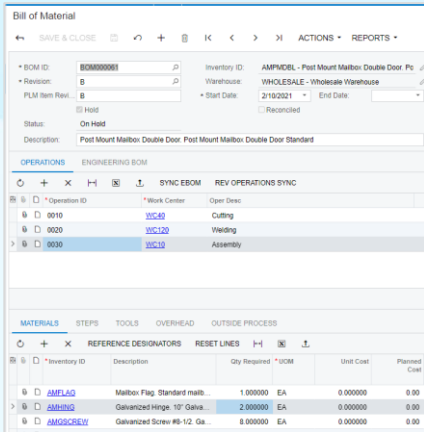 Bill of Material
SAVE & CLOSE ACTIONS REPORTS
* BOM ID: BOM000061 Inventory ID: AMPMDBL - Post Mount Mailbox Double Door. Po
* Revision: B Warehouse: WHOLESALE - Wholesale Warehouse
PLM Item Revi... B * Start Date: 2/10/2021 End Date:
Hold Reconciled
Status: On Hold
Description: Post Mount Mailbox Double Door. Post Mount Mailbox Double Door Standard
OPERATIONS ENGINEERING BOM
SYNC EBOM REV OPERATIONS SYNC
* Operation ID * Work Center Oper Desc
0010 WC40 Cutting
0020 WC120 Welding
0030 WC10 Assembly
MATERIALS STEPS TOOLS OVERHEAD OUTSIDE PROCESS
REFERENCE DESIGNATORS RESET LINES
* Inventory ID Description Qty Required * UOM Unit Cost Planned Cost
AMFLAG Mailbox Flag. Standard mailb... 1.000000 EA 0.000000 0.00
AMHING Galvanized Hinge. 10" Galva... 2.000000 EA 0.000000 0.00
AMGSCREW Galvanized Screw #8-1/2. Ga... 8.000000 EA 0.000000 0.00